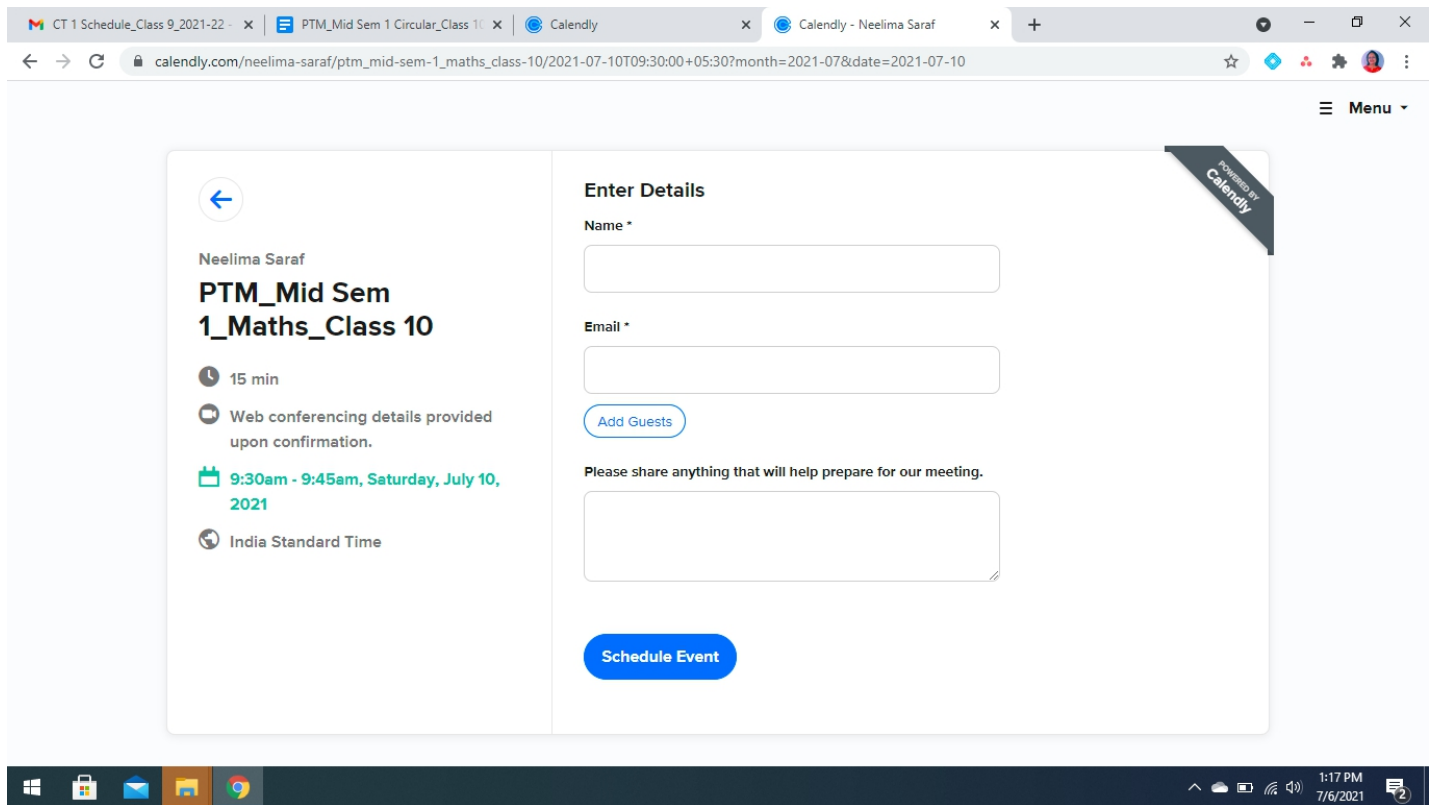 CT 1 Schedule_Class 9_2021-22 -
PTM_Mid Sem 1 Circular_Class 10
Calendly
Calendly - Neelima Saraf
calendly.com/neelima-saraf/ptm_mid-sem-1_maths_class-10/2021-07-10T09:30:00+05:30?month=2021-07&date=2021-07-10
Menu
POWERED BY
Calendly
Neelima Saraf
PTM_Mid Sem
1_Maths_Class 10
15 min
Web conferencing details provided
upon confirmation.
9:30am - 9:45am, Saturday, July 10,
2021
India Standard Time
Enter Details
Name *
Email *
Add Guests
Please share anything that will help prepare for our meeting.
Schedule Event
1:17 PM
7/6/2021
2